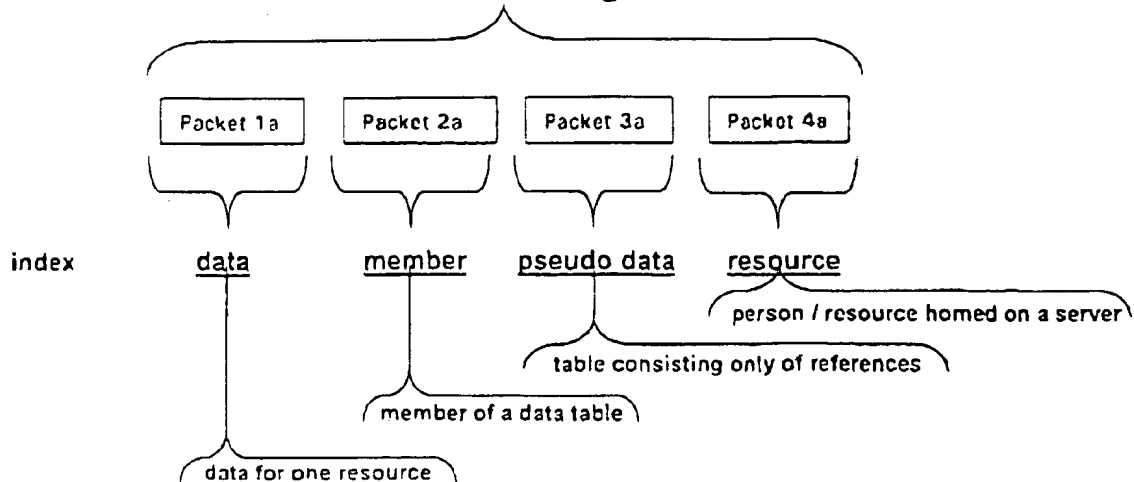 Packet 1a Packet 2a Packet 3a Packet 4a
index data member pseudo data resource
person / resource homed on a server
table consisting only of references
member of a data table
data for one resource